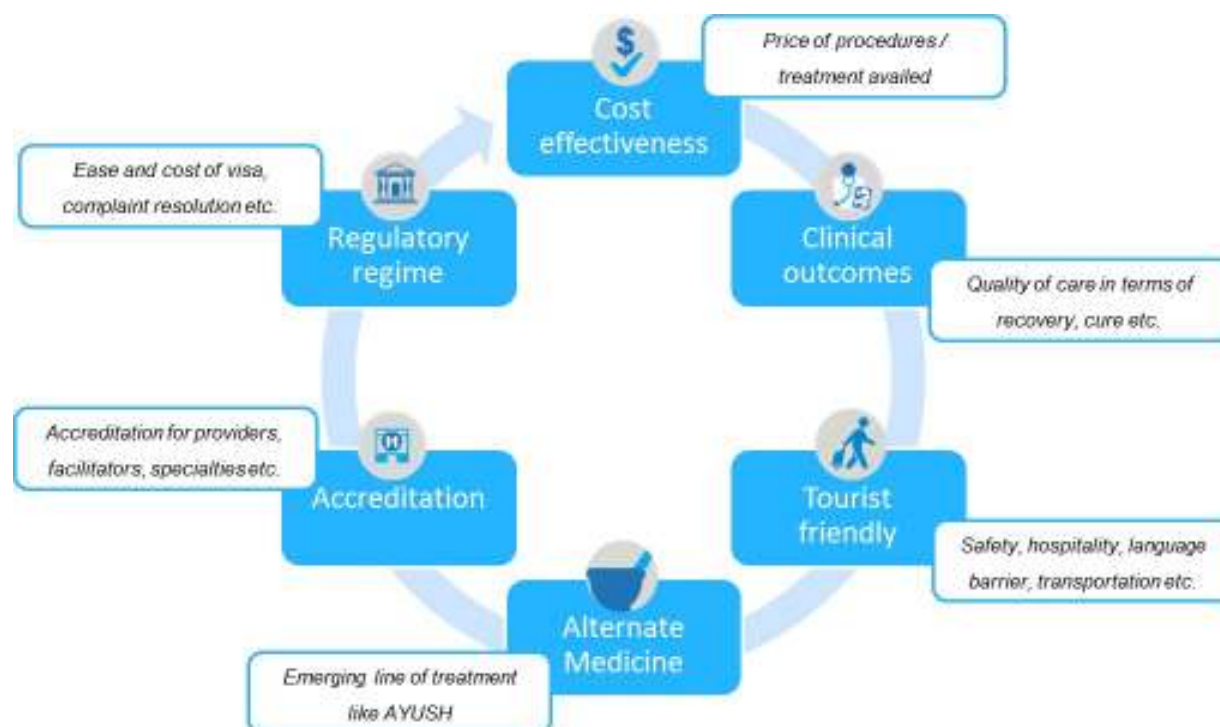 Price of procedures /
treatment availed
Cost
effectiveness
Clinical
outcomes
Quality of care in terms of
recovery, cure etc.
Tourist
friendly
Safety, hospitality, language
barrier, transportation etc.
Alternate
Medicine
Emerging line of treatment
like AYUSH
Accreditation for providers,
facilitators, specialties etc.
Accreditation
Ease and cost of visa,
complaint resolution etc.
Regulatory
regime